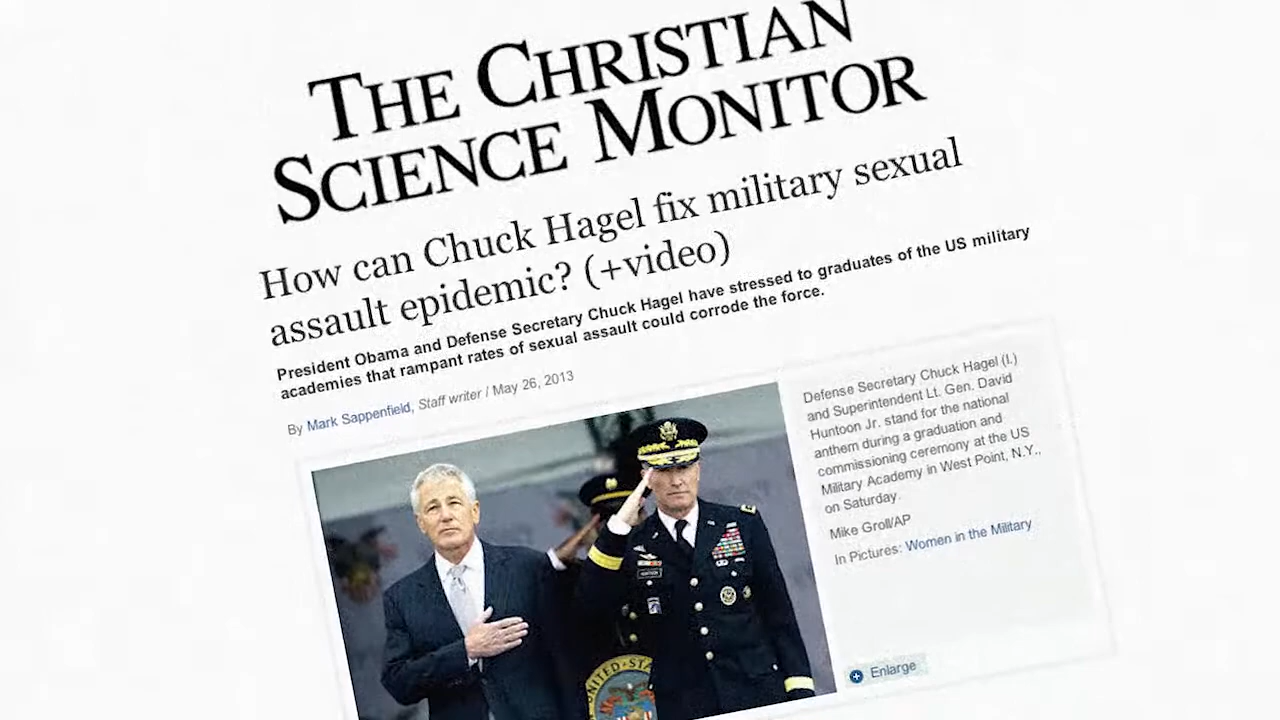 THE CHRISTIAN
SCIENCE MONITOR
How can Chuck Hagel fix military sexual
assault epidemic? (+video)
President Obama and Defense Secretary Chuck Hagel have stressed to graduates of the US military
academies that rampant rates of sexual assault could corrode the force.
By Mark Sappenfield, Staff writer / May 26, 2013
Defense Secretary Chuck Hagel (l.)
and Superintendent Lt. Gen. David
Huntoon Jr. stand for the national
anthem during a graduation and
commissioning ceremony at the US
Military Academy in West Point, N.Y.,
on Saturday.
Mike Groll/AP
In Pictures: Women in the Military
Enlarge
UNITED STA